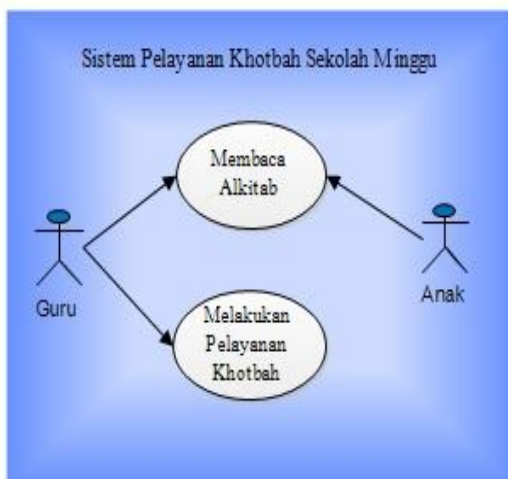 Sistem Pelayanan Khotbah Sekolah Minggu
Membaca
Alkitab
Guru
Anak
Melakukan
Pelayanan
Khotbah